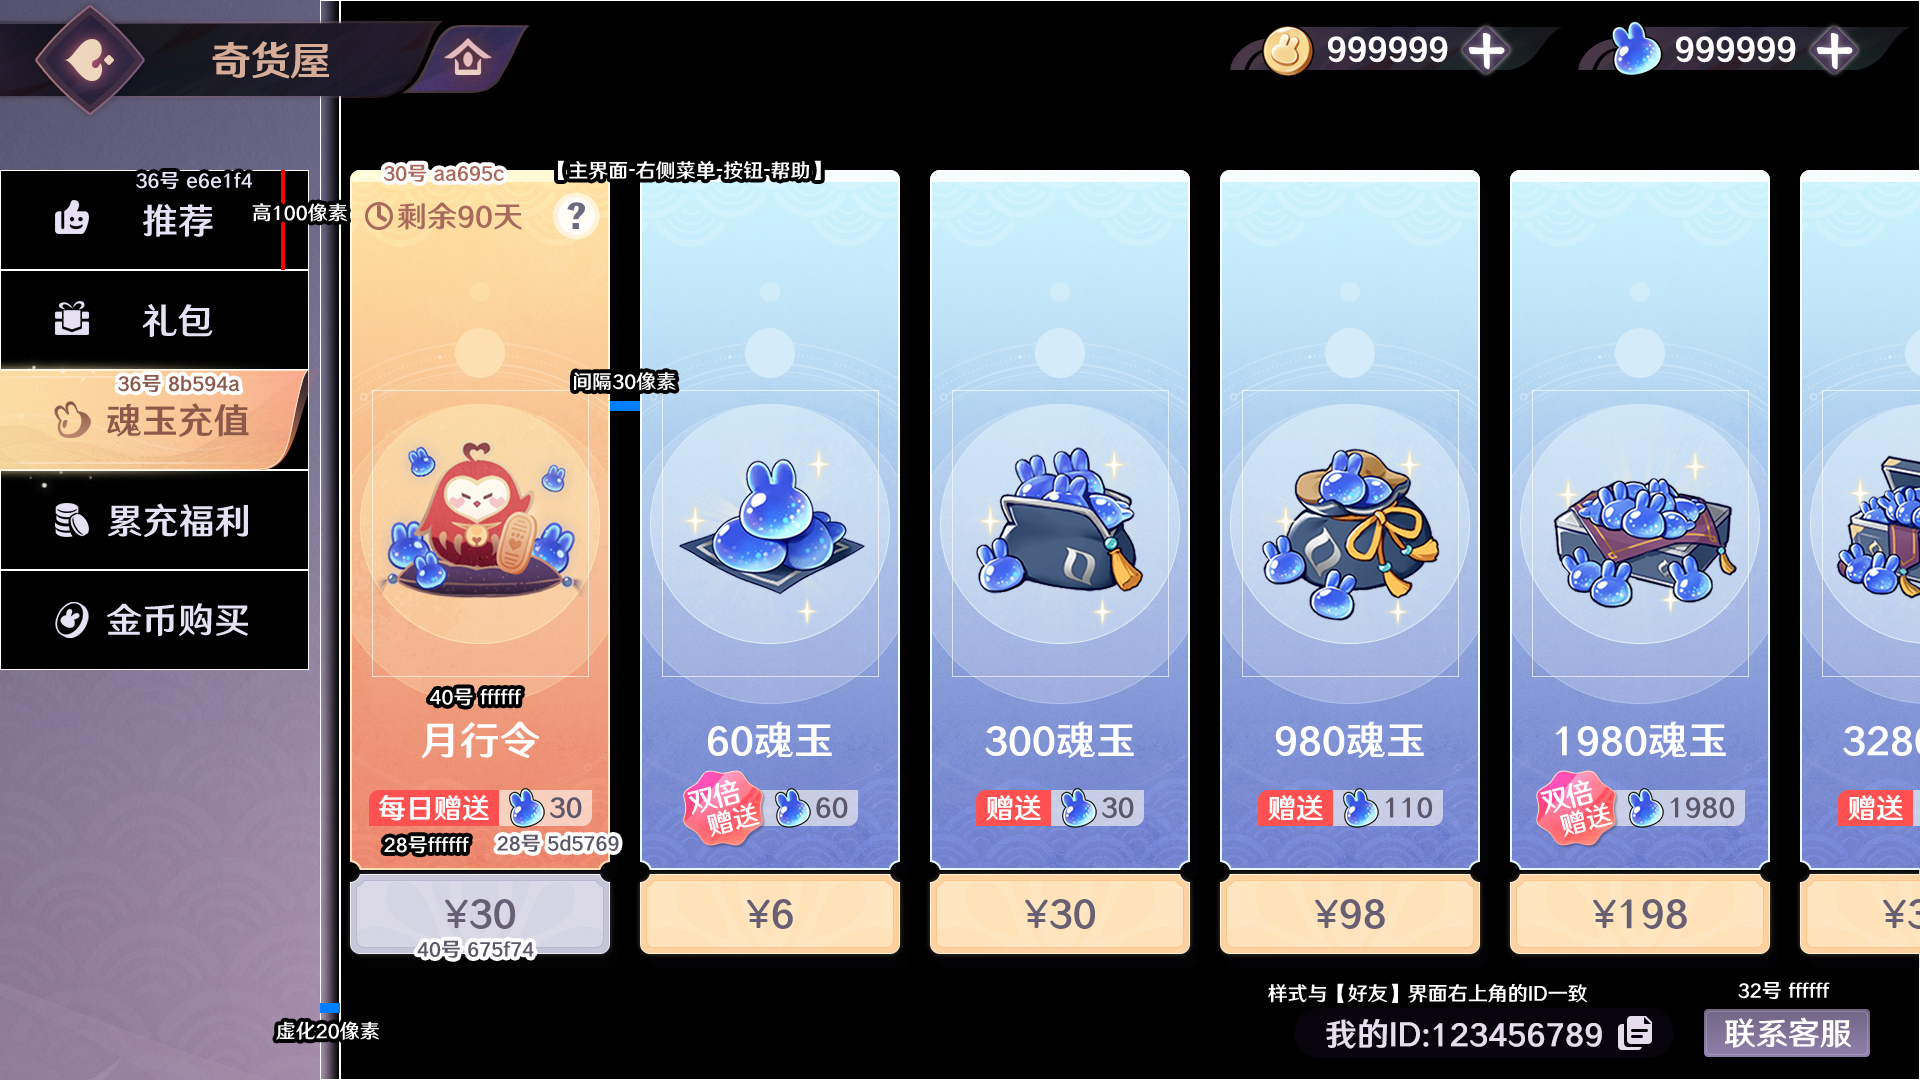 奇货屋
999999
999999
36号 e6e1f4
推荐
高100像素
礼包
36号 8b594a
魂玉充值
累充福利
金币购买
虚化20像素
30号 aa695c
【主界面-右侧菜单-按钮-帮助】
剩余90天
?
间隔30像素
40号 ffffff
月行令
每日赠送 30
28号ffffff
28号 5d5769
¥30
40号 675f74
60魂玉
双倍
赠送
60
¥6
300魂玉
赠送 30
¥30
980魂玉
赠送 110
¥98
1980魂玉
双倍
赠送
1980
¥198
赠送
样式与【好友】界面右上角的ID一致
我的ID:123456789
32号 ffffff
联系客服